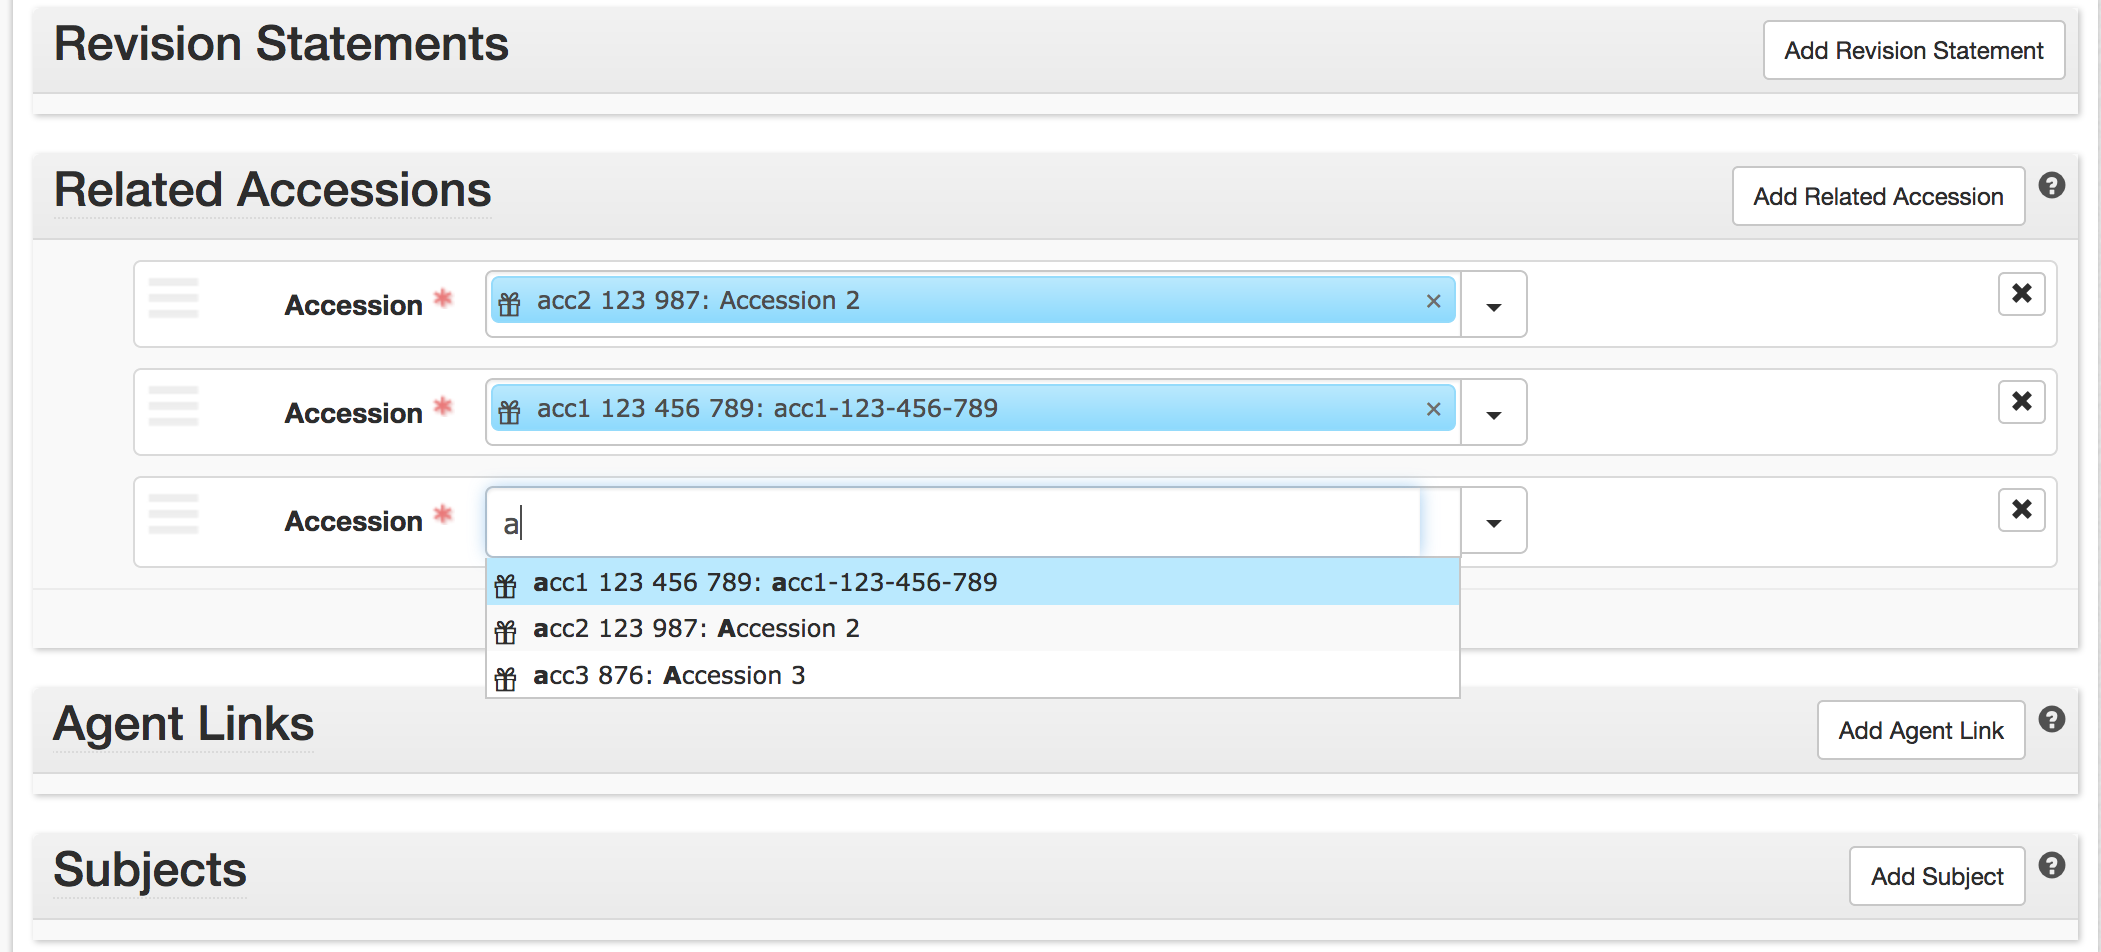 Revision Statements
Add Revision Statement
Related Accessions
Add Related Accession
?
Accession *
acc2 123 987: Accession 2
×
✖
Accession *
acc1 123 456 789: acc1-123-456-789
×
✖
Accession *
a
✖
acc1 123 456 789: acc1-123-456-789
acc2 123 987: Accession 2
acc3 876: Accession 3
Agent Links
Add Agent Link
?
Subjects
Add Subject
?